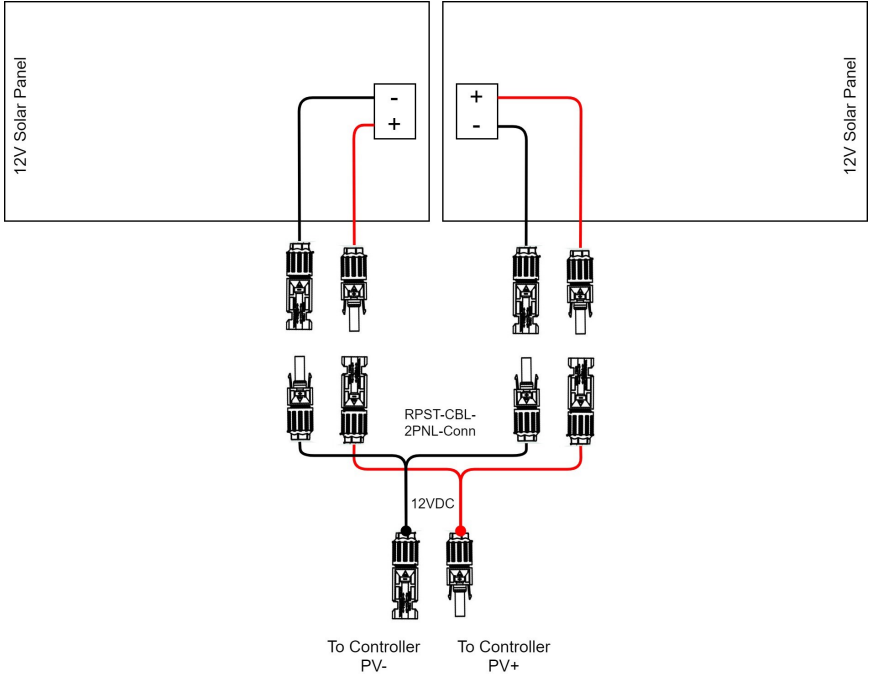 12V Solar Panel
-
+
+
-
12V Solar Panel
RPST-CBL-
2PNL-Conn
12VDC
To Controller
PV-
To Controller
PV+